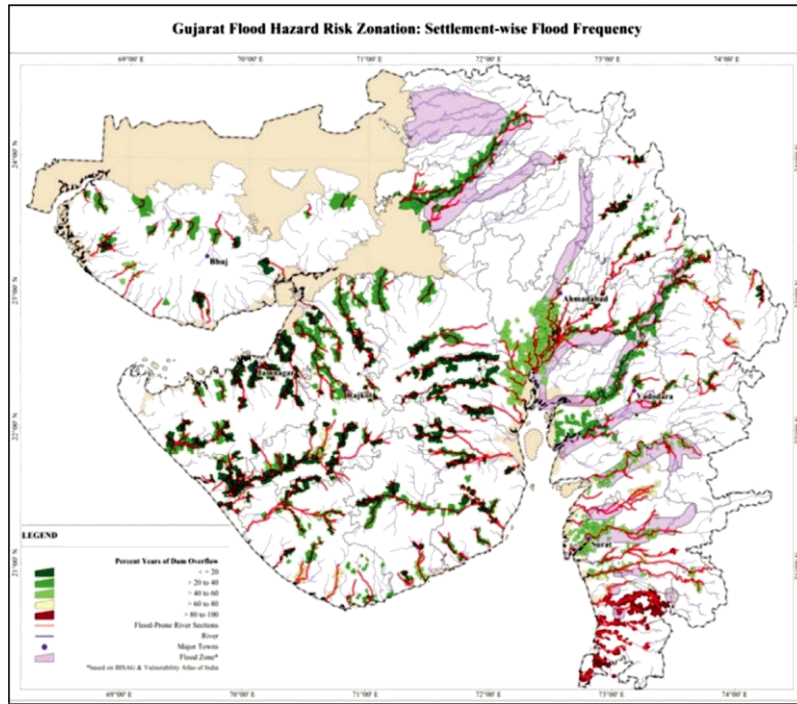 Gujarat Flood Hazard Risk Zonation: Settlement-wise Flood Frequency
69°00' E 70°00' E 71°00' E 72°00' E 73°00' E 74°00' E
24°00' N
Bhuj
23°00' N
Ahmadabad
Jamnagar
Rajkot
Vadodara
22°00' N
Surat
21°00' N
LEGEND
Percent Years of Dam Overflow
< = 20
> 20 to 40
> 40 to 60
> 60 to 80
> 80 to 100
Flood-Prone River Sections
River
Major Towns
Flood Zone*
*based on BISAG & Vulnerability Atlas of India
69°00' E 70°00' E 71°00' E 72°00' E 73°00' E 74°00' E